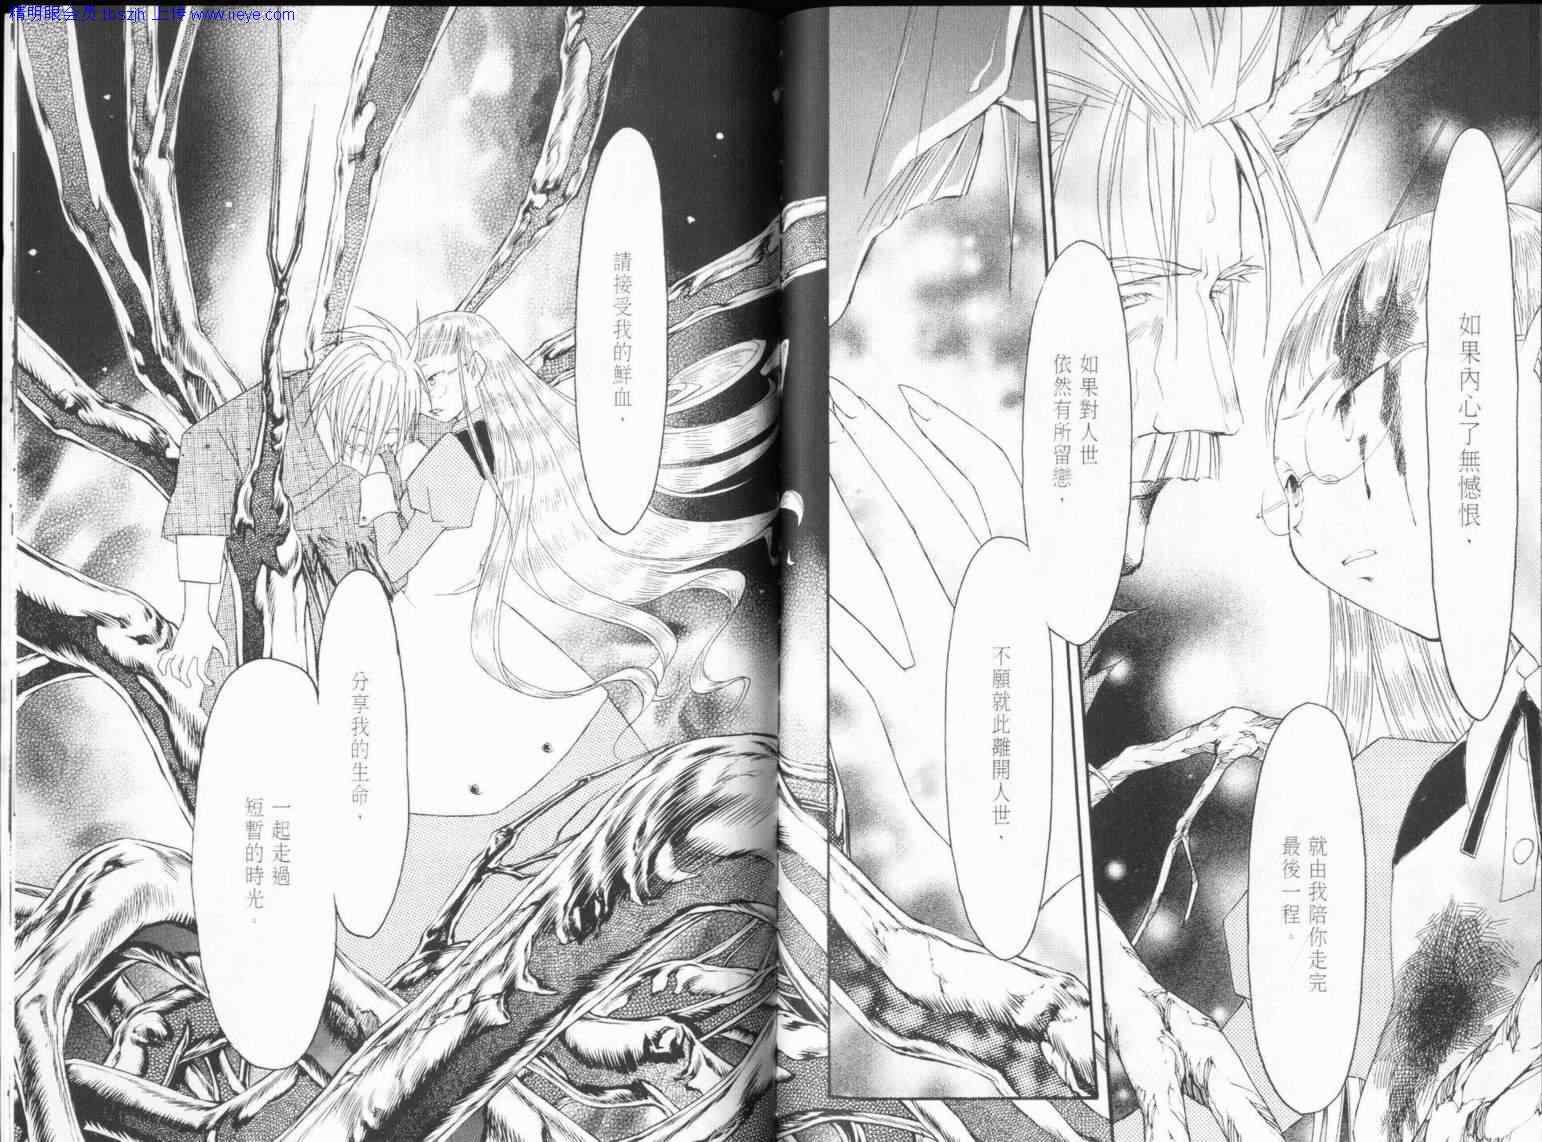 精明眼会员 lbszjh 上传 www.iieye.com
如果內心了無憾恨，
就由我陪你走完
最後一程。
如果對人世
依然有所留戀，
不願就此離開人世，
請接受我的鮮血，
分享我的生命，
一起走過
短暫的時光。